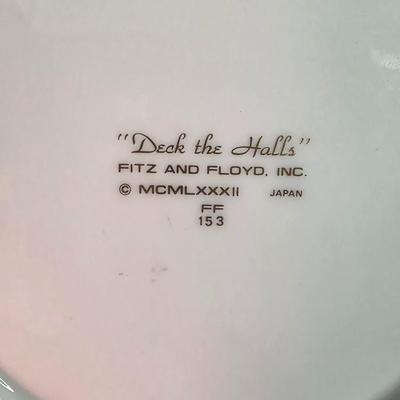 "Deck the Halls"
FITZ AND FLOYD, INC.
© MCMLXXXII JAPAN
FF
153